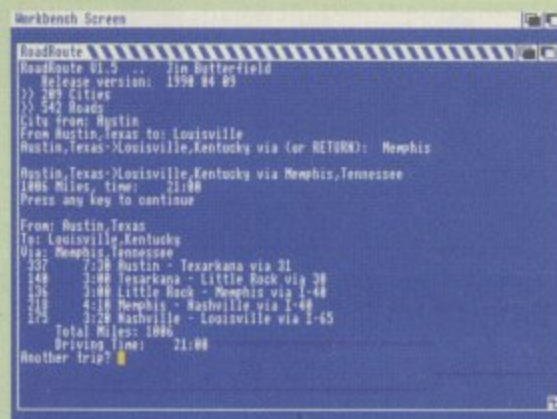 Workbench Screen
RoadRoute
RoadRoute V1.5 .. Jim Butterfield
Release version: 1990 04 09
>> 209 Cities
>> 542 Roads
City from: Austin
From Austin,Texas to: Louisville
Austin,Texas->Louisville,Kentucky via (or RETURN): Memphis
Austin,Texas->Louisville,Kentucky via Memphis,Tennessee
1006 Miles, time: 21:00
Press any key to continue
From: Austin,Texas
To: Louisville,Kentucky
Via: Memphis,Tennessee
337 7:30 Austin - Texarkana via 31
140 3:00 Texarkana - Little Rock via 30
136 3:00 Little Rock - Memphis via I-40
218 4:10 Memphis - Nashville via I-40
175 3:20 Nashville - Louisville via I-65
Total Miles: 1006
Driving Time: 21:00
Another trip?